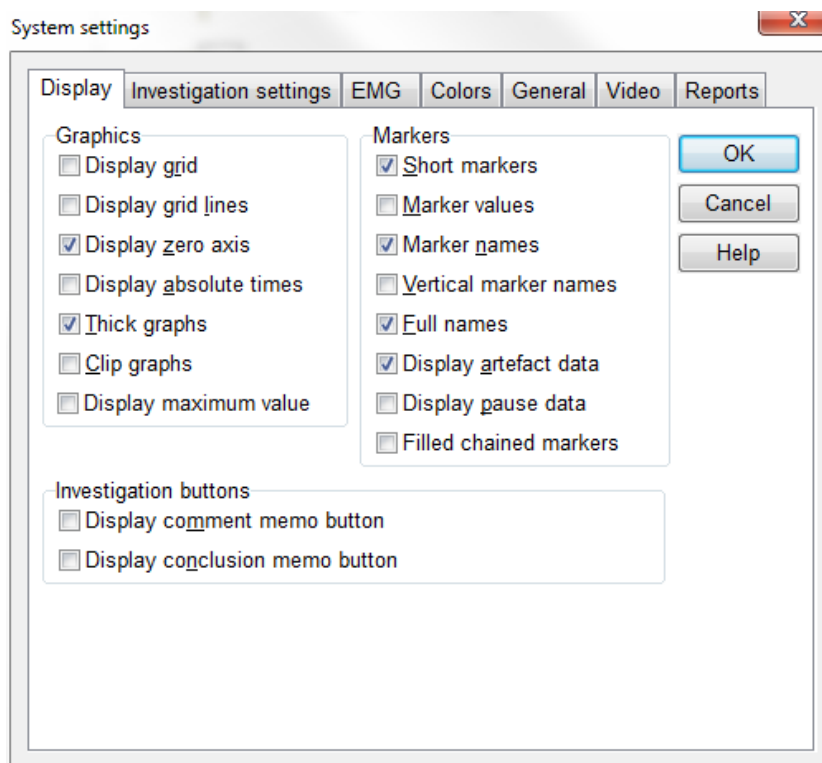 System settings
Display Investigation settings EMG Colors General Video Reports
Graphics
Display grid
Display grid lines
Display zero axis
Display absolute times
Thick graphs
Clip graphs
Display maximum value
Markers
Short markers
Marker values
Marker names
Vertical marker names
Full names
Display artefact data
Display pause data
Filled chained markers
OK
Cancel
Help
Investigation buttons
Display comment memo button
Display conclusion memo button